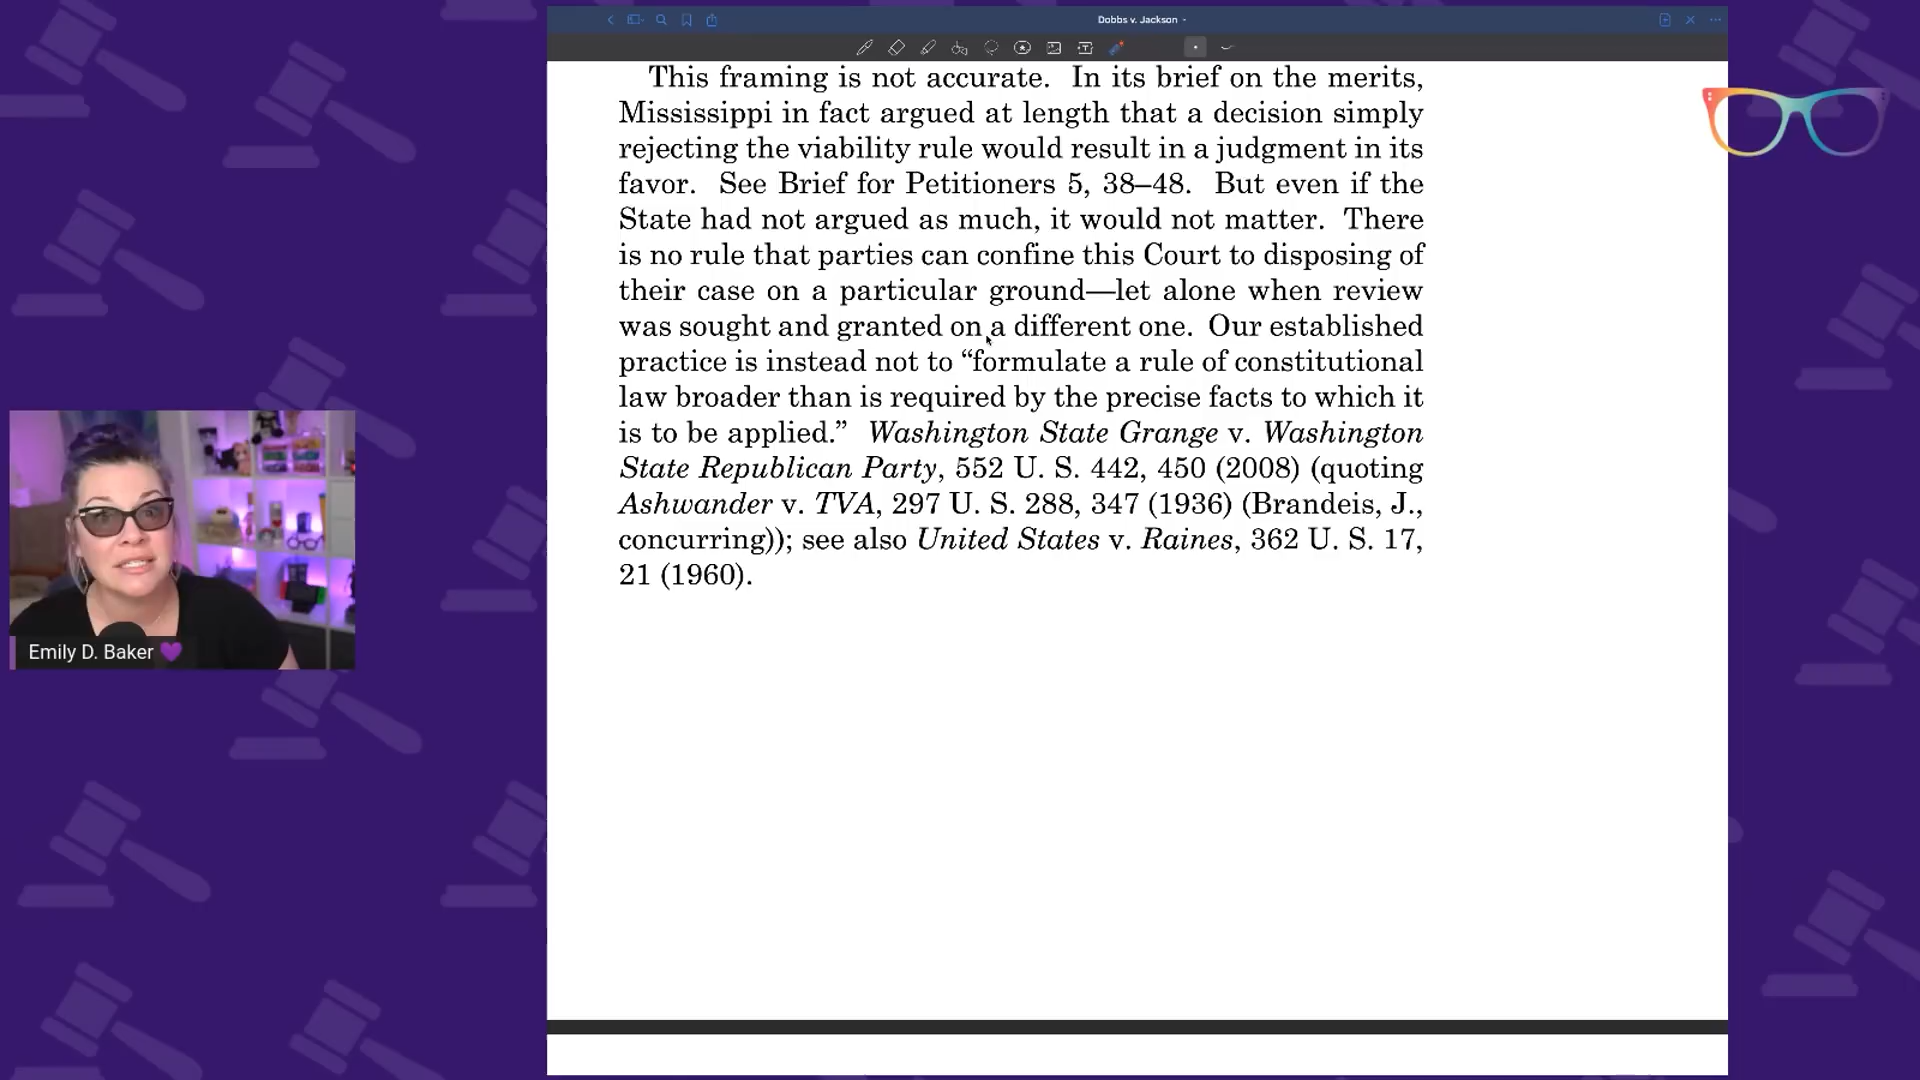 Dobbs v. Jackson
This framing is not accurate. In its brief on the merits,
Mississippi in fact argued at length that a decision simply
rejecting the viability rule would result in a judgment in its
favor. See Brief for Petitioners 5, 38–48. But even if the
State had not argued as much, it would not matter. There
is no rule that parties can confine this Court to disposing of
their case on a particular ground—let alone when review
was sought and granted on a different one. Our established
practice is instead not to “formulate a rule of constitutional
law broader than is required by the precise facts to which it
is to be applied.” Washington State Grange v. Washington
State Republican Party, 552 U. S. 442, 450 (2008) (quoting
Ashwander v. TVA, 297 U. S. 288, 347 (1936) (Brandeis, J.,
concurring)); see also United States v. Raines, 362 U. S. 17,
21 (1960).
Emily D. Baker 💜